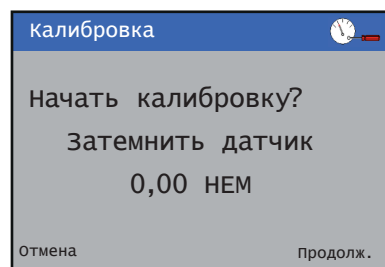 Калибровка
Начать калибровку?
Затемнить датчик
0,00 НЕМ
Отмена
Продолж.